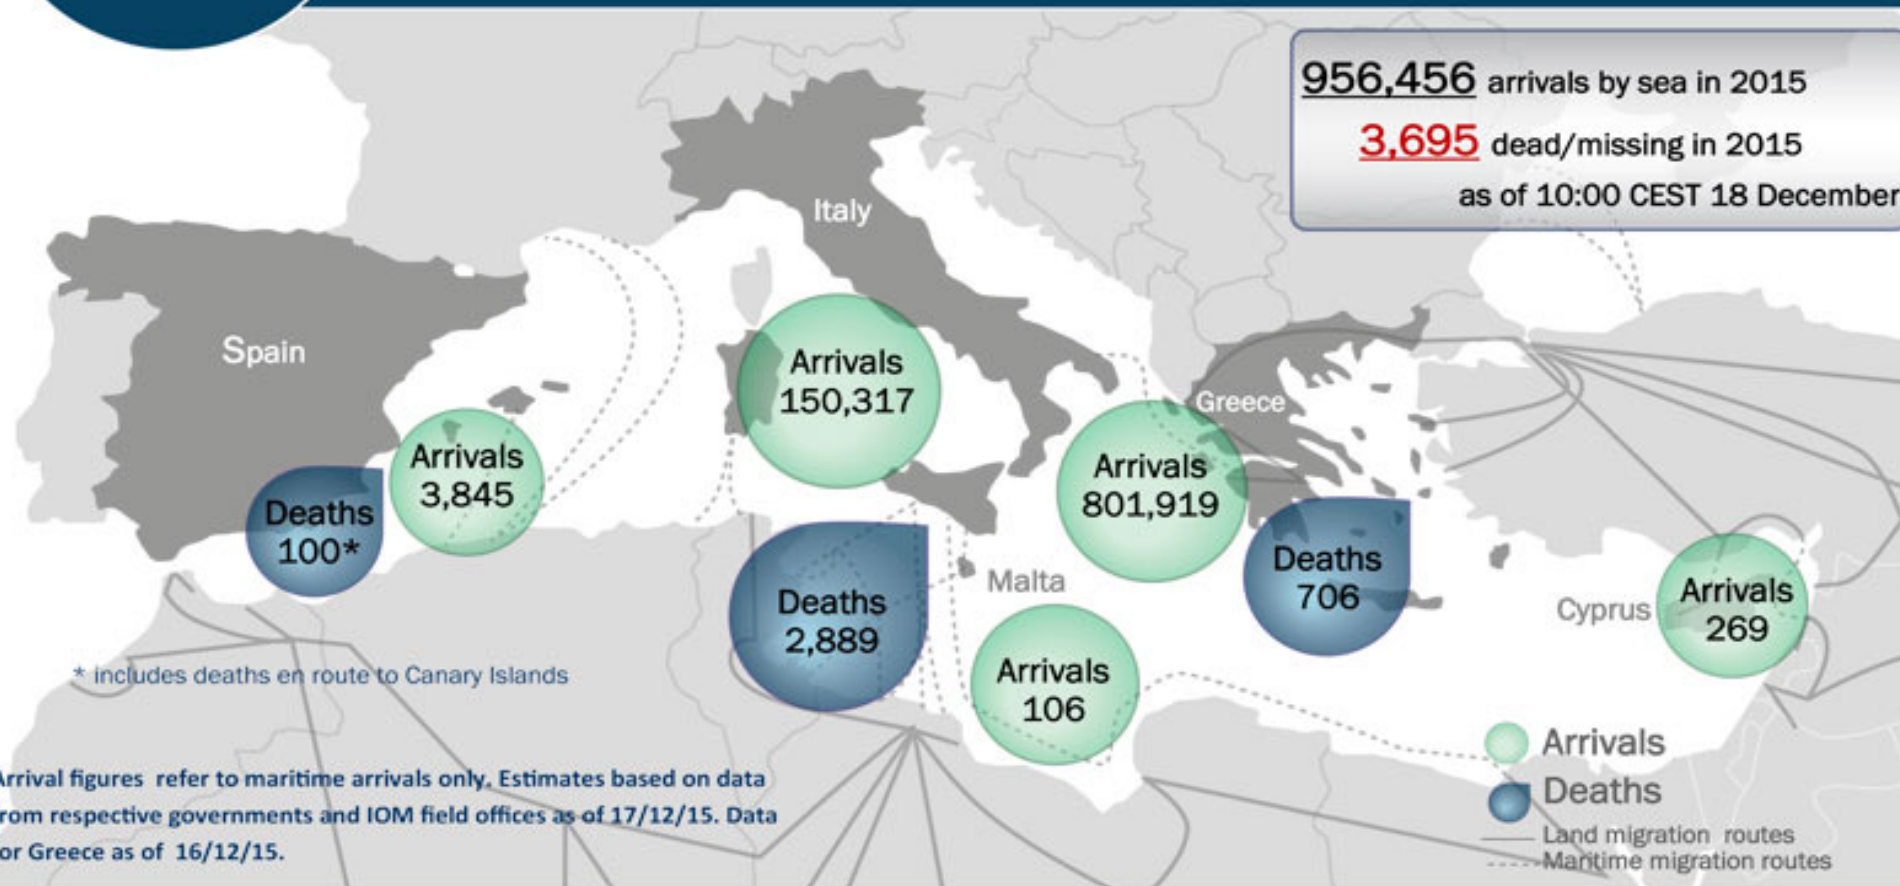 956,456 arrivals by sea in 2015
3,695 dead/missing in 2015
as of 10:00 CEST 18 December
Italy
Spain
Arrivals
150,317
Greece
Arrivals
3,845
Arrivals
801,919
Deaths
100*
Deaths
706
Malta
Deaths
2,889
Cyprus
Arrivals
269
Arrivals
106
* includes deaths en route to Canary Islands
Arrivals
Deaths
Land migration routes
Maritime migration routes
Arrival figures refer to maritime arrivals only. Estimates based on data
rom respective governments and IOM field offices as of 17/12/15. Data
or Greece as of 16/12/15.